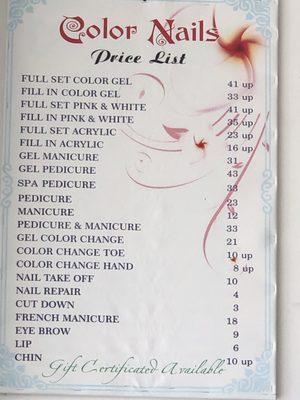 Color Nails
Price List
FULL SET COLOR GEL 41 up
FILL IN COLOR GEL 33 up
FULL SET PINK & WHITE 41 up
FILL IN PINK & WHITE 35 up
FULL SET ACRYLIC 23 up
FILL IN ACRYLIC 16 up
GEL MANICURE 31
GEL PEDICURE 43
SPA PEDICURE 33
PEDICURE 23
MANICURE 12
PEDICURE & MANICURE 33
GEL COLOR CHANGE 21
COLOR CHANGE TOE 10 up
COLOR CHANGE HAND 8 up
NAIL TAKE OFF 10
NAIL REPAIR 4
CUT DOWN 3
FRENCH MANICURE 18
EYE BROW 9
LIP 6
CHIN 10 up
Gift Certificated Available